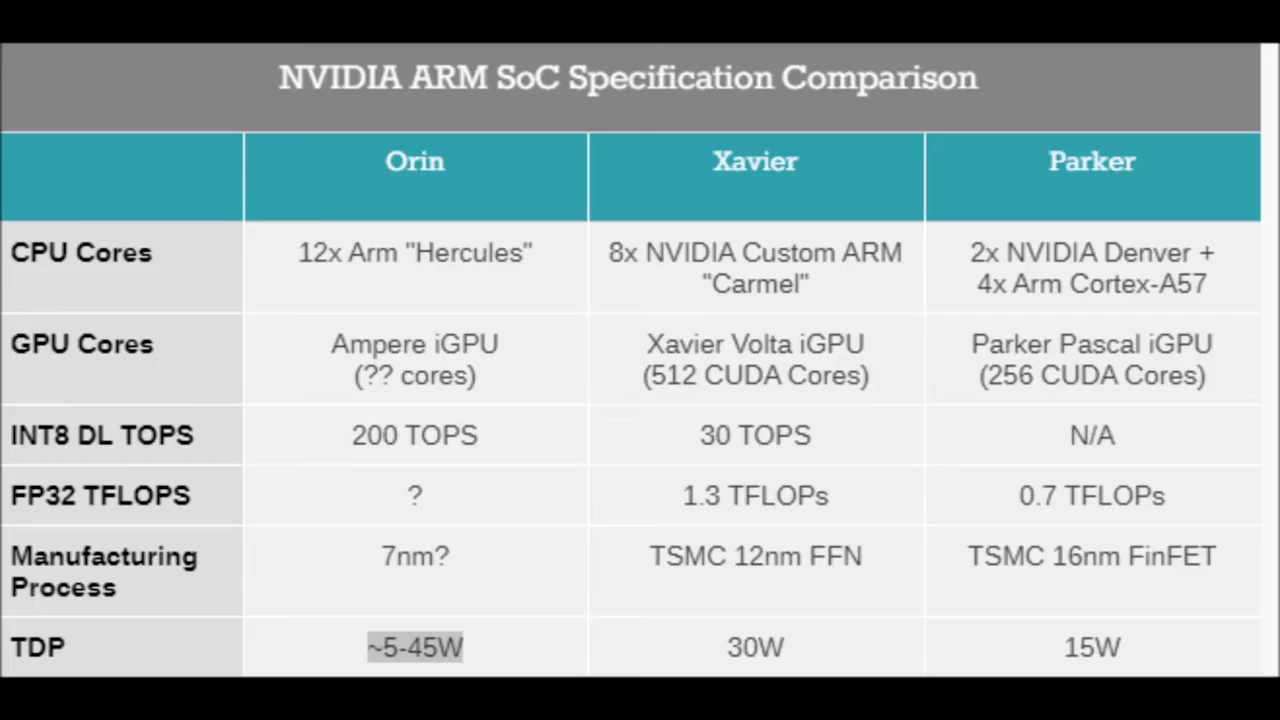 NVIDIA ARM SoC Specification Comparison
Orin Xavier Parker
CPU Cores 12x Arm "Hercules" 8x NVIDIA Custom ARM 2x NVIDIA Denver +
"Carmel" 4x Arm Cortex-A57
GPU Cores Ampere iGPU Xavier Volta iGPU Parker Pascal iGPU
(?? cores) (512 CUDA Cores) (256 CUDA Cores)
INT8 DL TOPS 200 TOPS 30 TOPS N/A
FP32 TFLOPS ? 1.3 TFLOPs 0.7 TFLOPs
Manufacturing 7nm? TSMC 12nm FFN TSMC 16nm FinFET
Process
TDP ~5-45W 30W 15W